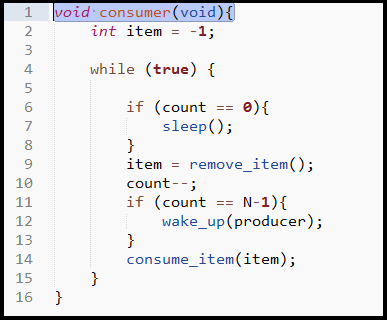 1 void consumer(void){
2 int item = -1;
3
4 while (true) {
5
6 if (count == 0){
7 sleep();
8 }
9 item = remove_item();
10 count--;
11 if (count == N-1){
12 wake_up(producer);
13 }
14 consume_item(item);
15 }
16 }